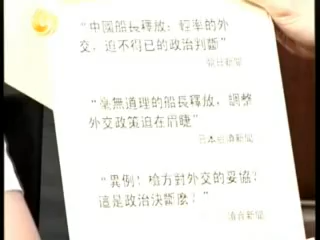 “中國船長釋放：輕率的外
交，迫不得已的政治判斷”
朝日新聞
“毫無道理的船長釋放，調整
外交政策迫在眉睫”
日本經濟新聞
“異例！檢方對外交的妥協！
這是政治決斷麼！”
讀賣新聞